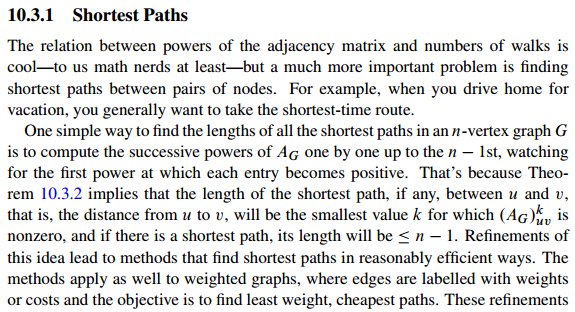 10.3.1 Shortest Paths
The relation between powers of the adjacency matrix and numbers of walks is
cool—to us math nerds at least—but a much more important problem is finding
shortest paths between pairs of nodes. For example, when you drive home for
vacation, you generally want to take the shortest-time route.
One simple way to find the lengths of all the shortest paths in an n-vertex graph G
is to compute the successive powers of A_G one by one up to the n − 1st, watching
for the first power at which each entry becomes positive. That's because Theo-
rem 10.3.2 implies that the length of the shortest path, if any, between u and v,
that is, the distance from u to v, will be the smallest value k for which (A_G)^k_{uv} is
nonzero, and if there is a shortest path, its length will be ≤ n − 1. Refinements of
this idea lead to methods that find shortest paths in reasonably efficient ways. The
methods apply as well to weighted graphs, where edges are labelled with weights
or costs and the objective is to find least weight, cheapest paths. These refinements